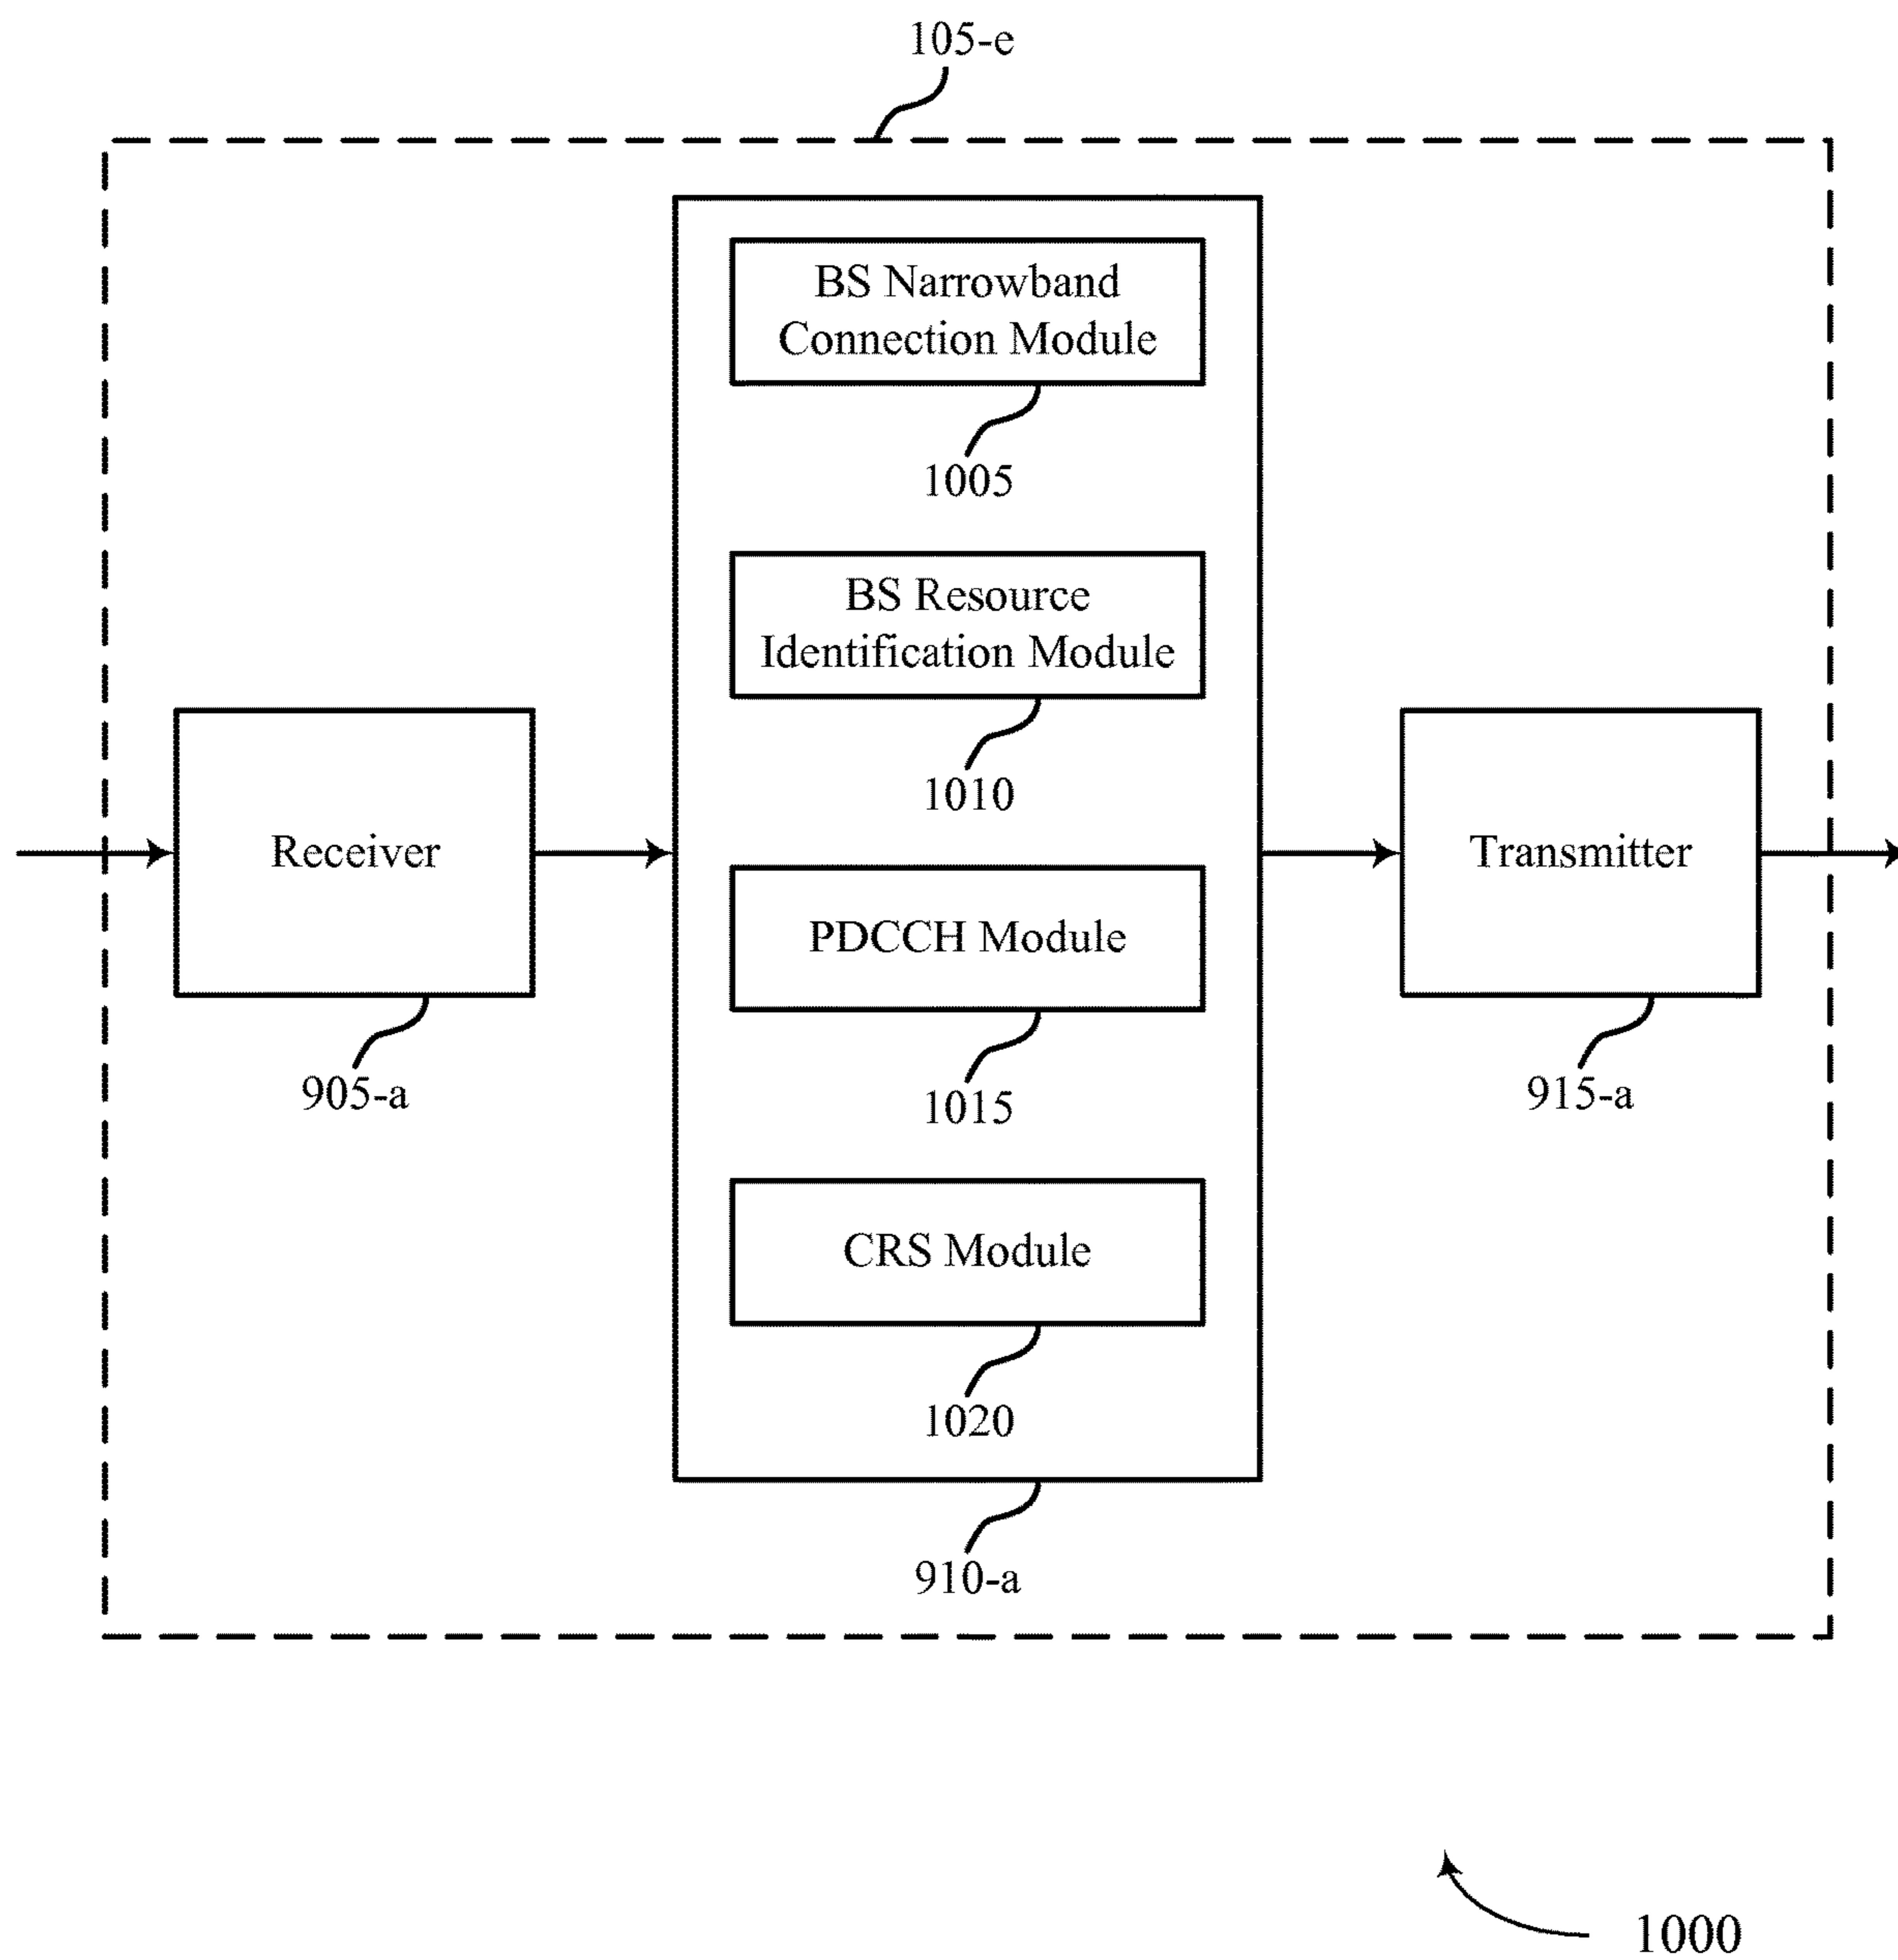 105-e
BS Narrowband
Connection Module
1005
BS Resource
Identification Module
1010
Receiver
905-a
PDCCH Module
1015
Transmitter
915-a
CRS Module
1020
910-a
1000